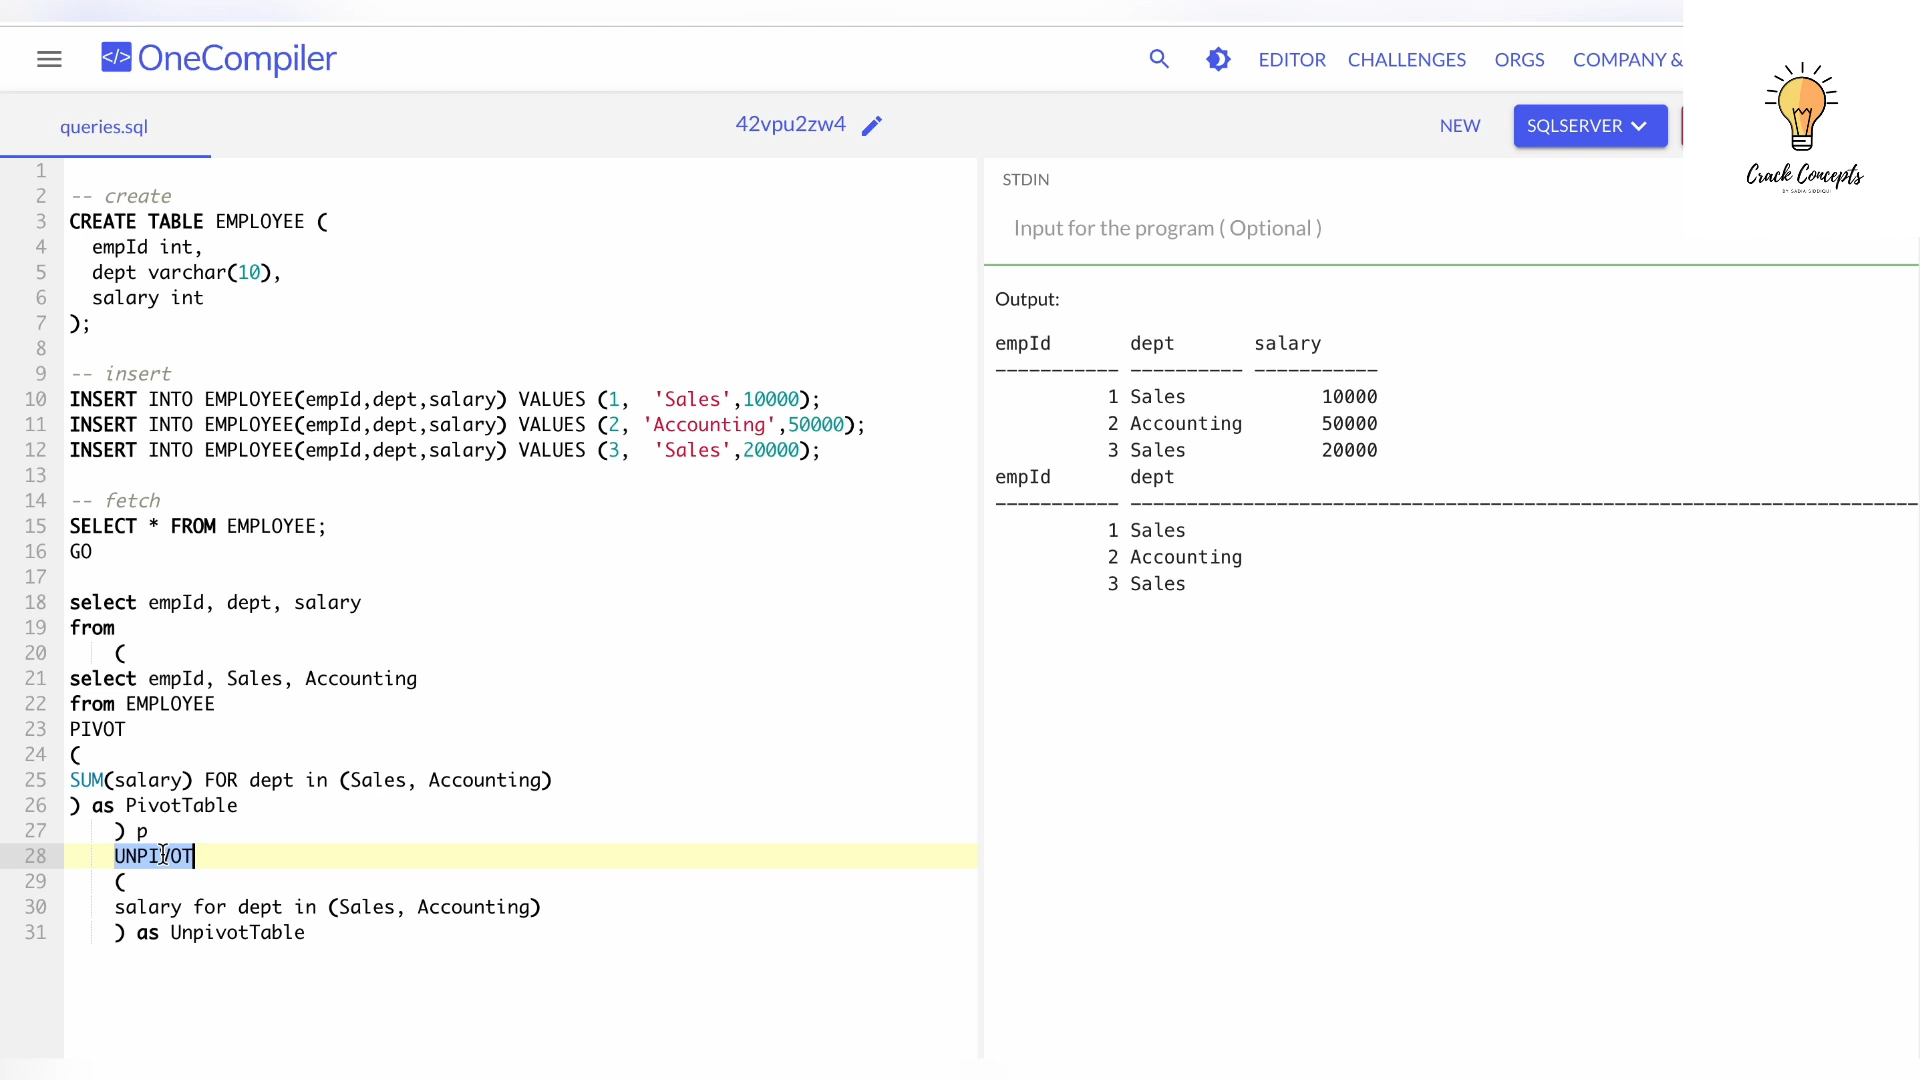 </> OneCompiler
EDITOR CHALLENGES ORGS COMPANY &
queries.sql
42vpu2zw4
NEW
SQLSERVER
Crack Concepts
BY SADIA SIDDIQUI
1
2 -- create
3 CREATE TABLE EMPLOYEE (
4 empId int,
5 dept varchar(10),
6 salary int
7 );
8
9 -- insert
10 INSERT INTO EMPLOYEE(empId,dept,salary) VALUES (1, 'Sales',10000);
11 INSERT INTO EMPLOYEE(empId,dept,salary) VALUES (2, 'Accounting',50000);
12 INSERT INTO EMPLOYEE(empId,dept,salary) VALUES (3, 'Sales',20000);
13
14 -- fetch
15 SELECT * FROM EMPLOYEE;
16 GO
17
18 select empId, dept, salary
19 from
20 (
21 select empId, Sales, Accounting
22 from EMPLOYEE
23 PIVOT
24 (
25 SUM(salary) FOR dept in (Sales, Accounting)
26 ) as PivotTable
27 ) p
28 UNPIVOT
29 (
30 salary for dept in (Sales, Accounting)
31 ) as UnpivotTable
STDIN
Input for the program ( Optional )
Output:
empId dept salary
----------- ---------- -----------
1 Sales 10000
2 Accounting 50000
3 Sales 20000
empId dept
----------- ----------------------------------------------------------------------
1 Sales
2 Accounting
3 Sales